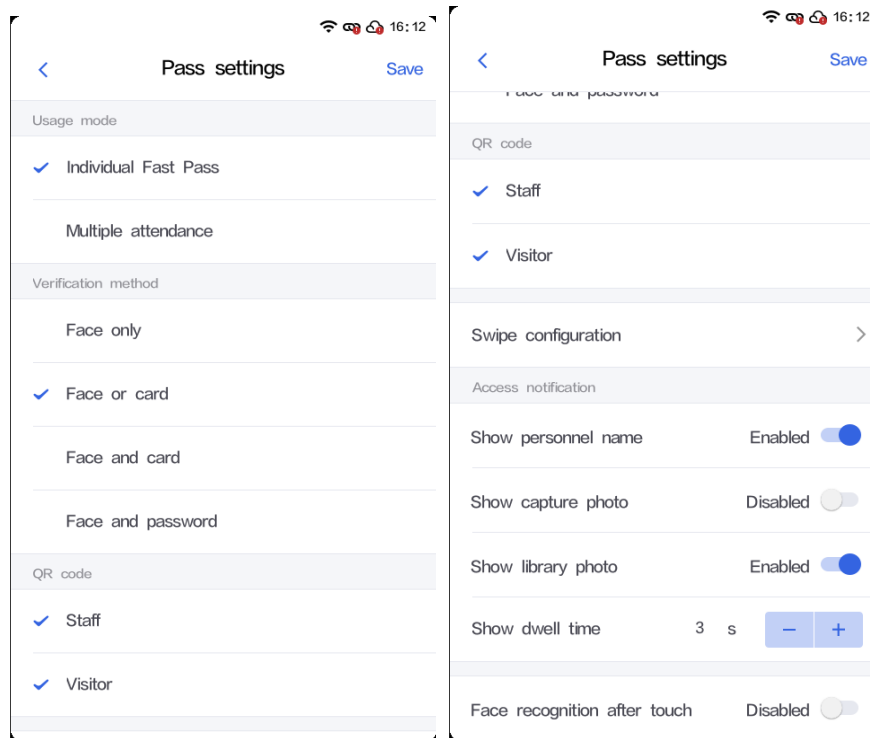 16:12
Pass settings
Save
Usage mode
Individual Fast Pass
Multiple attendance
Verification method
Face only
Face or card
Face and card
Face and password
QR code
Staff
Visitor
16:12
Pass settings
Save
Face and password
QR code
Staff
Visitor
Swipe configuration
Access notification
Show personnel name Enabled
Show capture photo Disabled
Show library photo Enabled
Show dwell time 3 s − +
Face recognition after touch Disabled